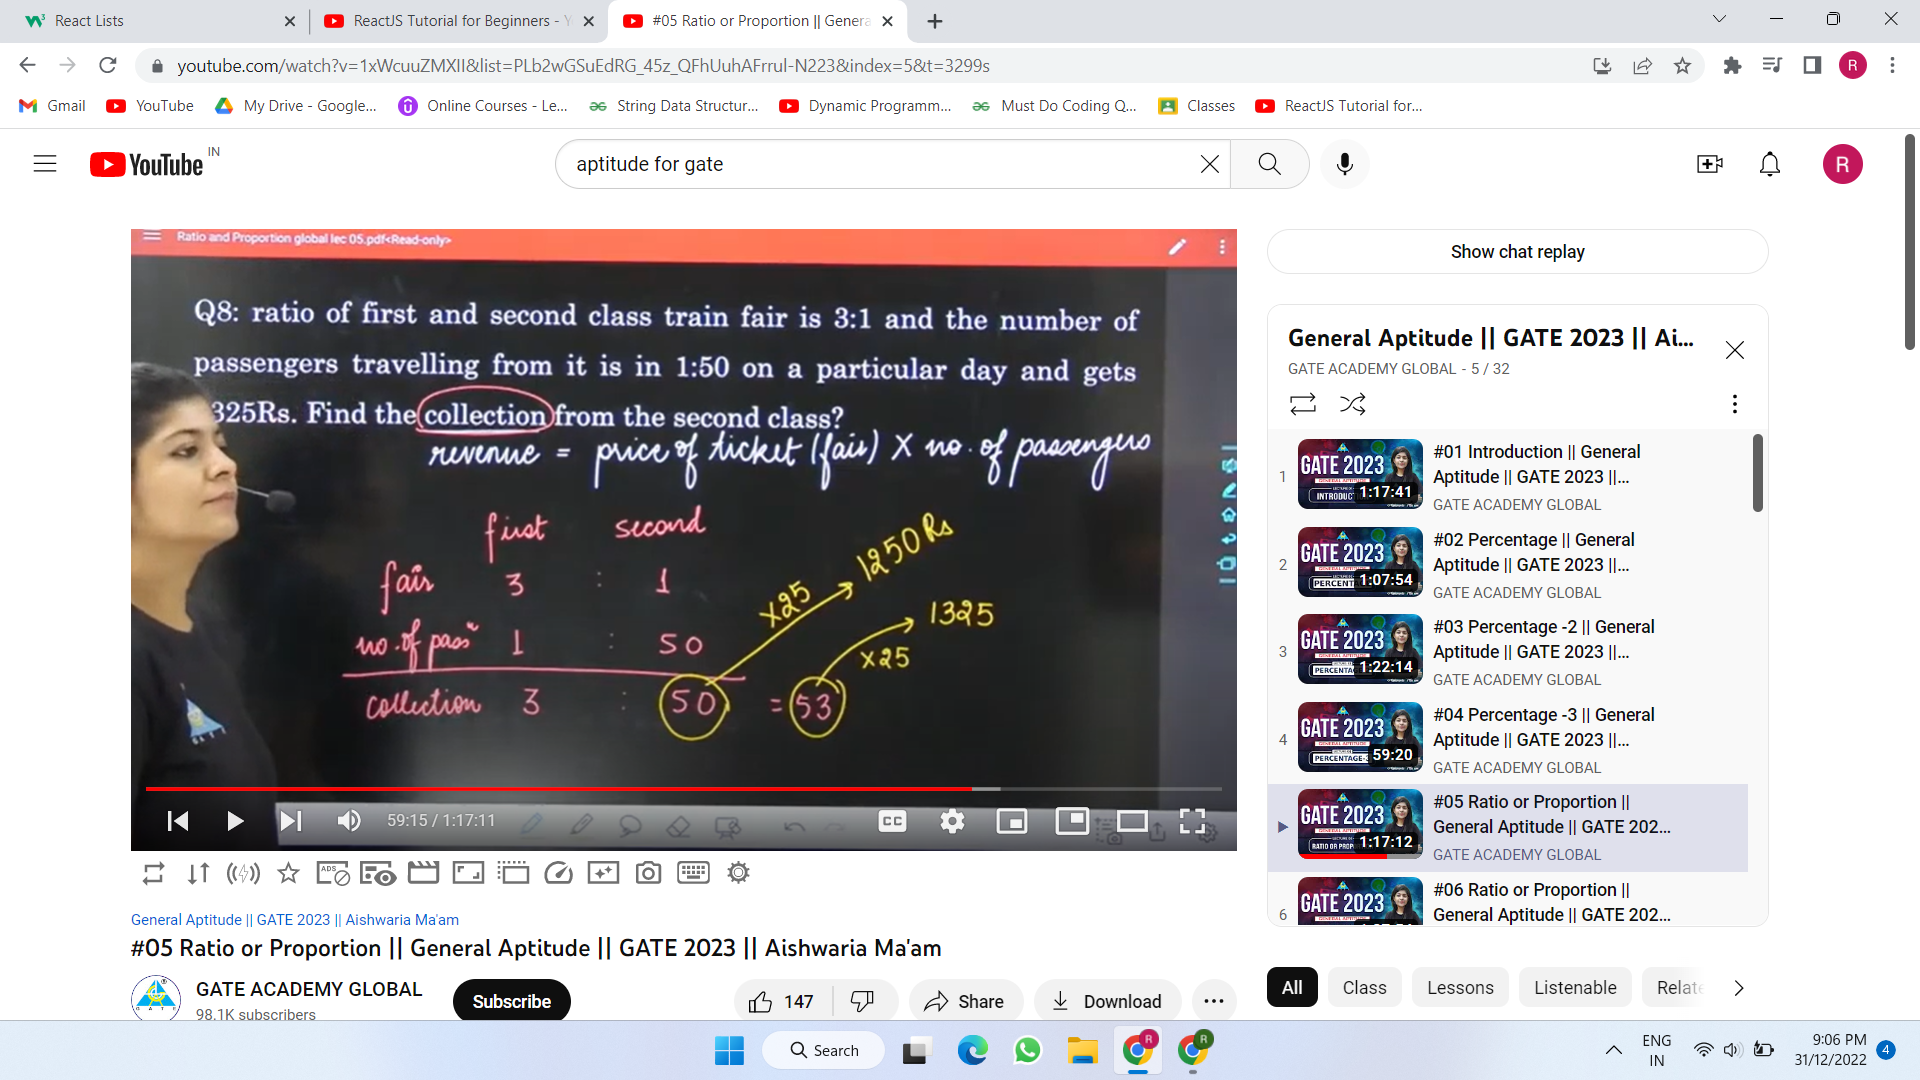 React Lists
ReactJS Tutorial for Beginners - Y
#05 Ratio or Proportion || Genera
youtube.com/watch?v=1xWcuuZMXII&list=PLb2wGSuEdRG_45z_QFhUuhAFrruI-N223&index=5&t=3299s
R
Gmail
YouTube
My Drive - Google...
Online Courses - Le...
String Data Structur...
Dynamic Programm...
Must Do Coding Q...
Classes
ReactJS Tutorial for...
YouTube IN
aptitude for gate
R
Ratio and Proportion global lec 05.pdf<Read-only>
Q8: ratio of first and second class train fair is 3:1 and the number of
passengers travelling from it is in 1:50 on a particular day and gets
325Rs. Find the collection from the second class?
revenue = price of ticket (fair) X no. of passengers
first second
fair 3 : 1
no. of passⁿ 1 : 50
collection 3 : 50 = 53
x25
1250 Rs
x25
1325
59:15 / 1:17:11
CC
ADS
General Aptitude || GATE 2023 || Aishwaria Ma'am
#05 Ratio or Proportion || General Aptitude || GATE 2023 || Aishwaria Ma'am
GATE ACADEMY GLOBAL
98.1K subscribers
Subscribe
147
Share
Download
Show chat replay
General Aptitude || GATE 2023 || Ai...
GATE ACADEMY GLOBAL - 5 / 32
1
GATE 2023
1:17:41
#01 Introduction || General
Aptitude || GATE 2023 ||...
GATE ACADEMY GLOBAL
2
GATE 2023
1:07:54
#02 Percentage || General
Aptitude || GATE 2023 ||...
GATE ACADEMY GLOBAL
3
GATE 2023
1:22:14
#03 Percentage -2 || General
Aptitude || GATE 2023 ||...
GATE ACADEMY GLOBAL
4
GATE 2023
59:20
#04 Percentage -3 || General
Aptitude || GATE 2023 ||...
GATE ACADEMY GLOBAL
GATE 2023
1:17:12
#05 Ratio or Proportion ||
General Aptitude || GATE 202...
GATE ACADEMY GLOBAL
6
GATE 2023
#06 Ratio or Proportion ||
General Aptitude || GATE 202...
All
Class
Lessons
Listenable
Relate
Search
R
R
ENG
IN
9:06 PM
31/12/2022
4